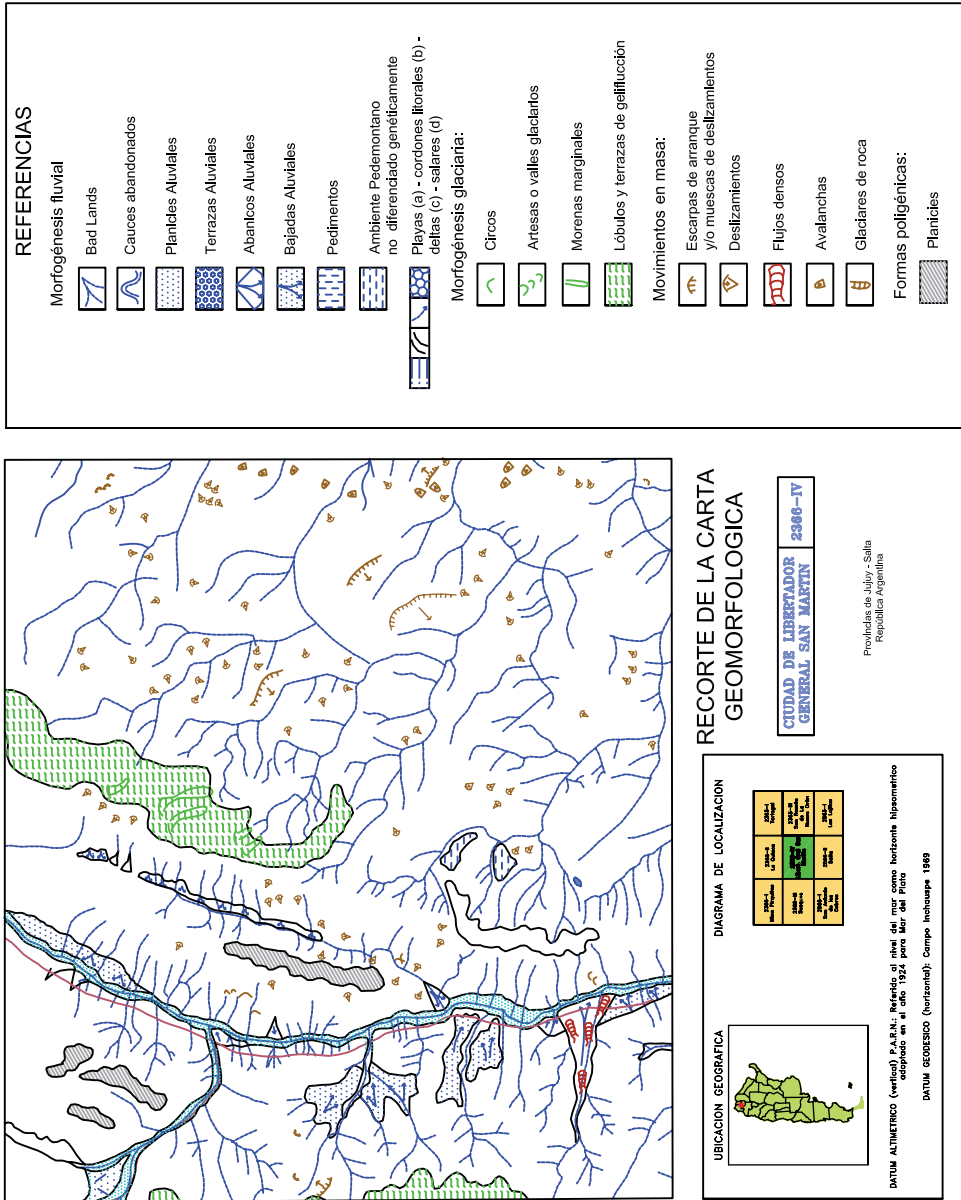 REFERENCIAS
Morfogénesis fluvial
Bad Lands
Cauces abandonados
Planicies Aluviales
Terrazas Aluviales
Abanicos Aluviales
Bajadas Aluviales
Pedimentos
Ambiente Pedemontano
no diferenciado genéticamente
Playas (a) - cordones litorales (b) -
deltas (c) - salares (d)
Morfogénesis glaciaria:
Circos
Artesas o valles glaciarios
Morenas marginales
Lóbulos y terrazas de geliflucción
Movimientos en masa:
Escarpas de arranque
y/o muescas de deslizamientos
Deslizamientos
Flujos densos
Avalanchas
Glaciares de roca
Formas poligénicas:
Planicies
RECORTE DE LA CARTA
GEOMORFOLOGICA
CIUDAD DE LIBERTADOR
GENERAL SAN MARTIN
2366-IV
Provincias de Jujuy - Salta
República Argentina
UBICACION GEOGRAFICA
DIAGRAMA DE LOCALIZACION
DATUM ALTIMETRICO (vertical) P.A.R.N.: Referido al nivel del mar como horizonte hipsometrico
adoptado en el año 1924 para Mar del Plata
DATUM GEODESICO (horizontal): Campo Inchauspe 1969